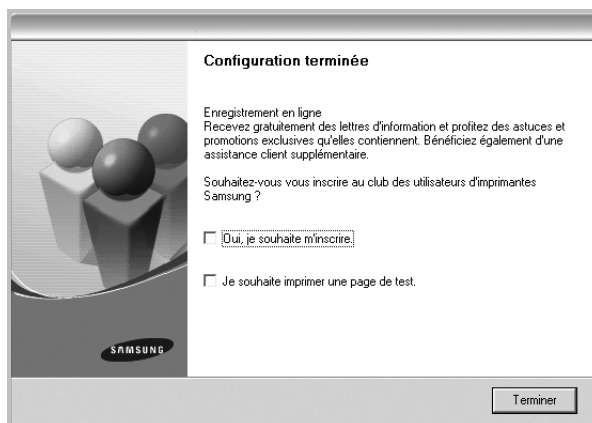 Configuration terminée
Enregistrement en ligne
Recevez gratuitement des lettres d'information et profitez des astuces et
promotions exclusives qu'elles contiennent. Bénéficiez également d'une
assistance client supplémentaire.
Souhaitez-vous vous inscrire au club des utilisateurs d'imprimantes
Samsung ?
Oui, je souhaite m'inscrire.
Je souhaite imprimer une page de test.
SAMSUNG
Terminer